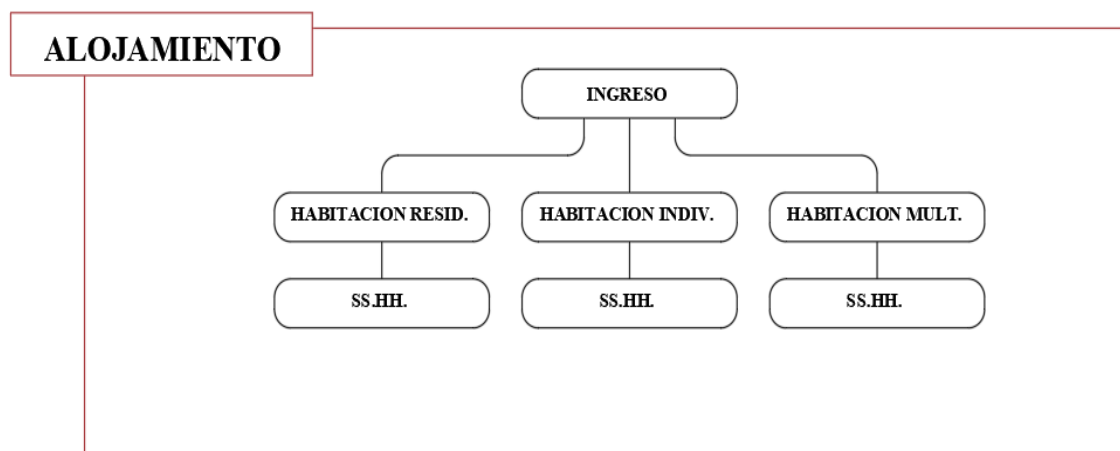 ALOJAMIENTO
INGRESO
HABITACION RESID.
HABITACION INDIV.
HABITACION MULT.
SS.HH.
SS.HH.
SS.HH.